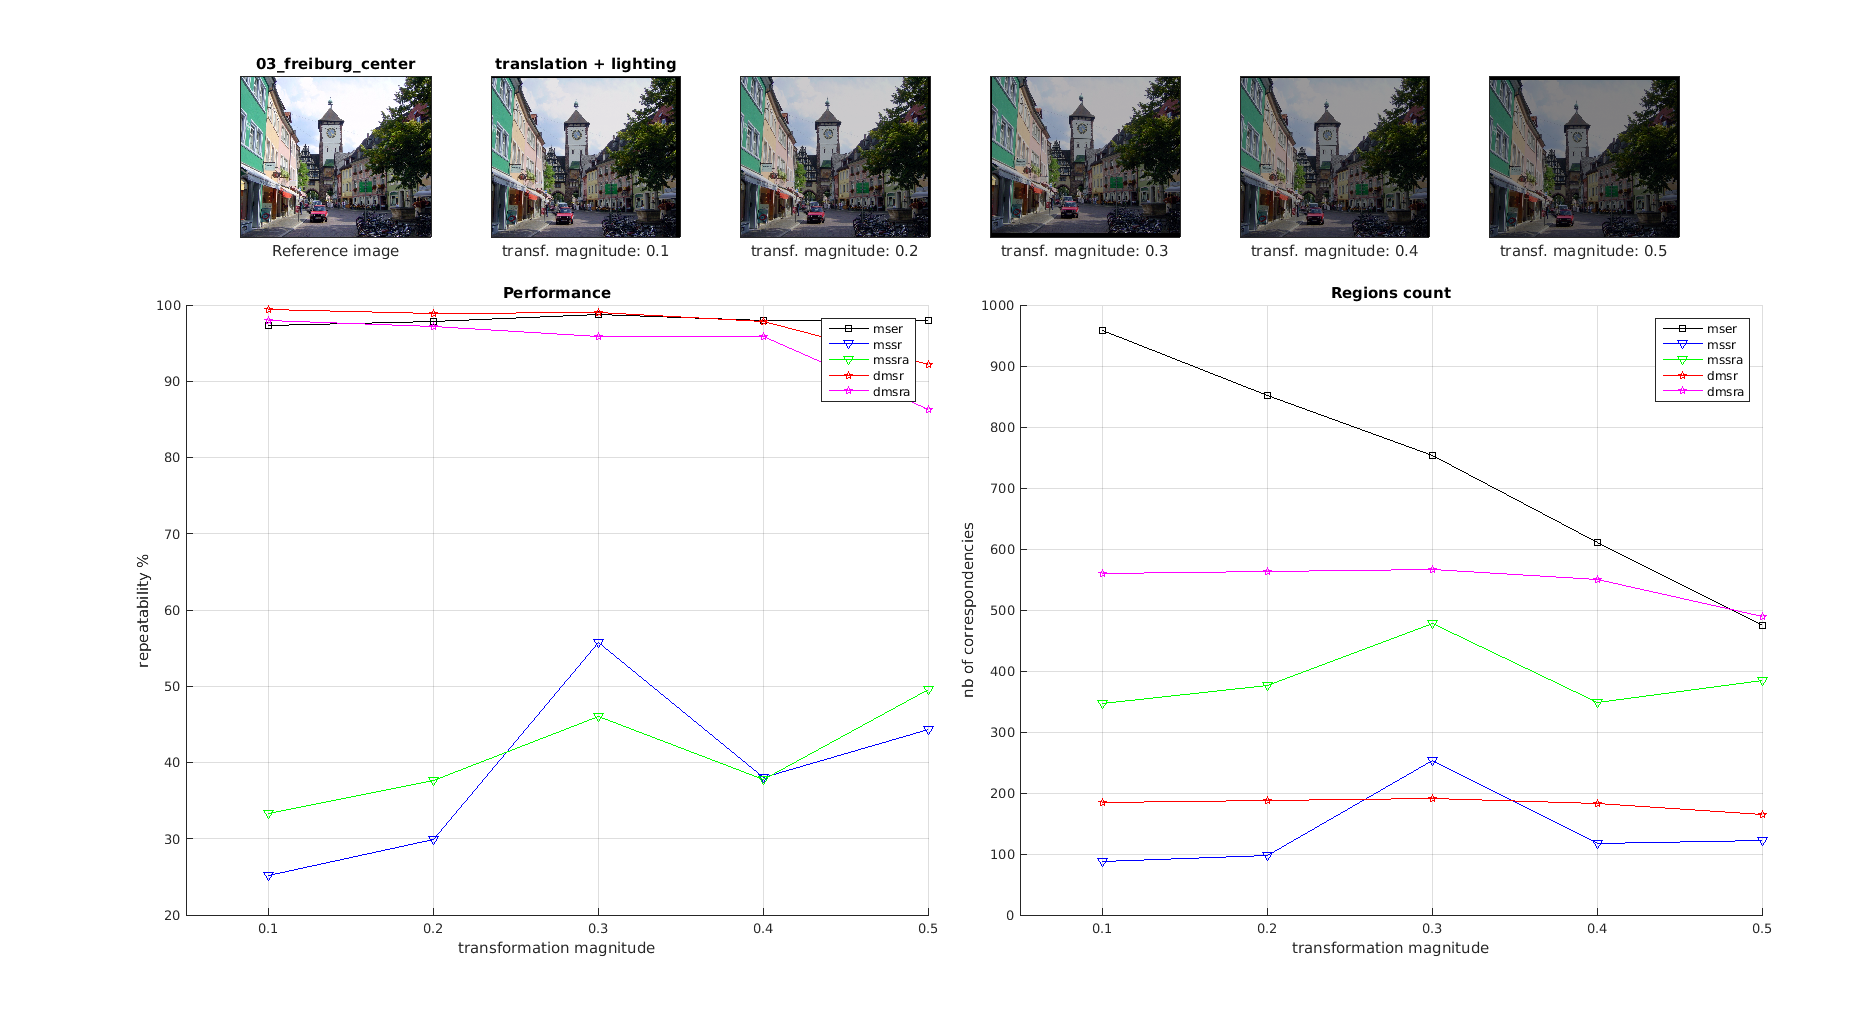 03_freiburg_center
translation + lighting
Reference image
transf. magnitude: 0.1
transf. magnitude: 0.2
transf. magnitude: 0.3
transf. magnitude: 0.4
transf. magnitude: 0.5
Performance
100
90
80
70
60
50
40
30
20
repeatability %
0.1
0.2
0.3
0.4
0.5
transformation magnitude
mser
mssr
mssra
dmsr
dmsra
Regions count
1000
900
800
700
600
500
400
300
200
100
0
nb of correspondencies
0.1
0.2
0.3
0.4
0.5
transformation magnitude
mser
mssr
mssra
dmsr
dmsra